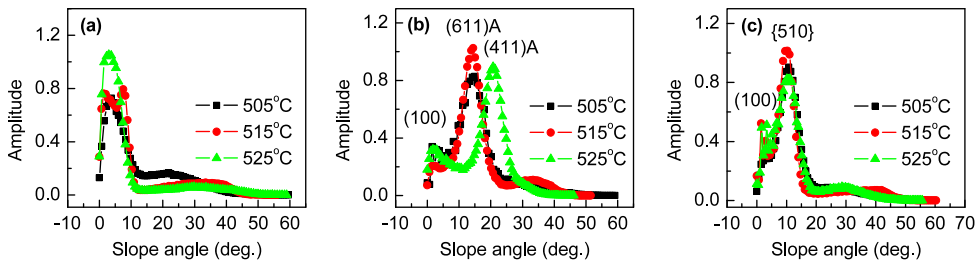 (a)
Amplitude
1.2
0.8
0.4
0.0
505°C
515°C
525°C
-10 0 10 20 30 40 50 60
Slope angle (deg.)
(b)
(611)A
(411)A
(100)
Amplitude
1.2
0.8
0.4
0.0
505°C
515°C
525°C
-10 0 10 20 30 40 50 60
Slope angle (deg.)
(c)
{510}
(100)
Amplitude
1.2
0.8
0.4
0.0
505°C
515°C
525°C
-10 0 10 20 30 40 50 60 70
Slope angle (deg.)